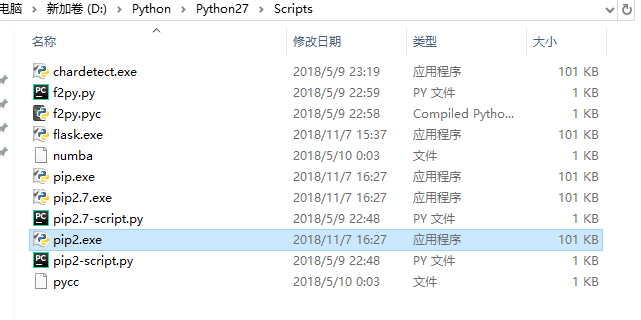 电脑 > 新加卷 (D:) > Python > Python27 > Scripts
名称 修改日期 类型 大小
chardetect.exe 2018/5/9 23:19 应用程序 101 KB
f2py.py 2018/5/9 22:59 PY 文件 1 KB
f2py.pyc 2018/5/9 22:58 Compiled Pytho... 1 KB
flask.exe 2018/11/7 15:37 应用程序 101 KB
numba 2018/5/10 0:03 文件 1 KB
pip.exe 2018/11/7 16:27 应用程序 101 KB
pip2.7.exe 2018/11/7 16:27 应用程序 101 KB
pip2.7-script.py 2018/5/9 22:48 PY 文件 1 KB
pip2.exe 2018/11/7 16:27 应用程序 101 KB
pip2-script.py 2018/5/9 22:48 PY 文件 1 KB
pycc 2018/5/10 0:03 文件 1 KB